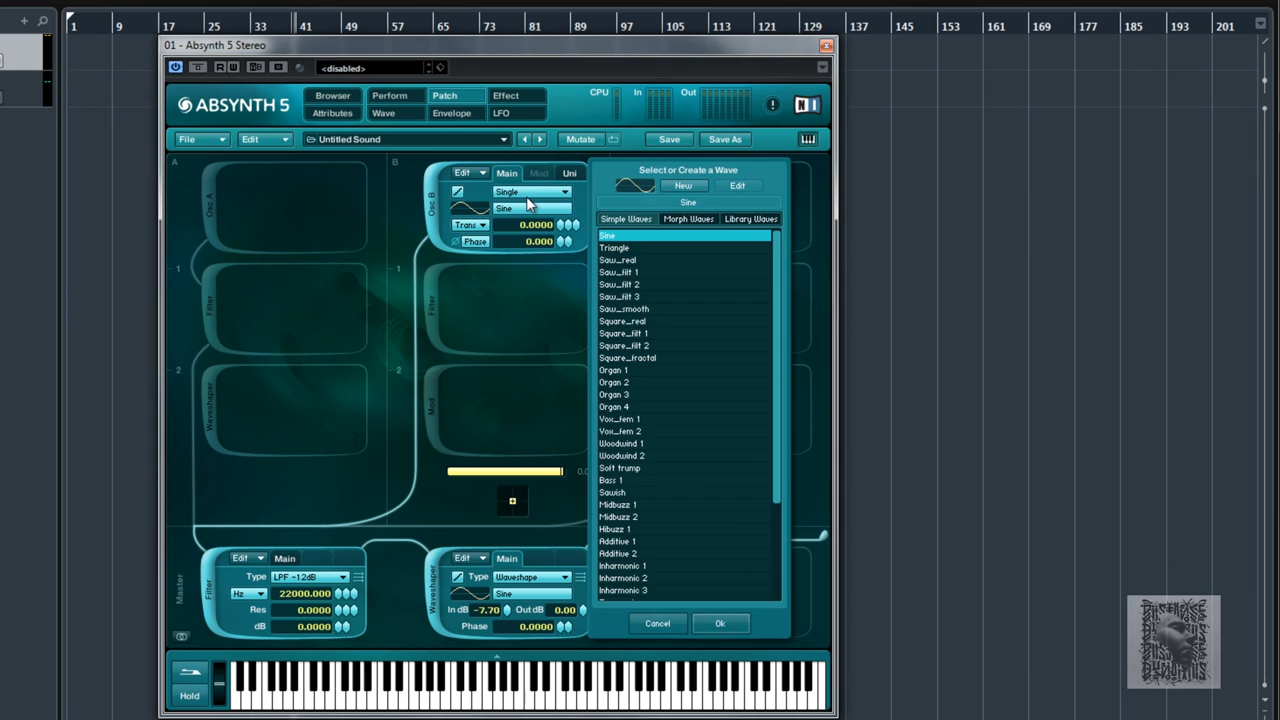 1 9 17 25 33 41 49 57 65 73 81 89 97 105 113 121 129 137 145 153 161 169 177 185 193 201
01 - Absynth 5 Stereo
R W <disabled>
ABSYNTH 5 Browser Perform Patch Effect CPU In Out NI
Attributes Wave Envelope LFO
File Edit Untitled Sound Mutate Save Save As
A B
Osc A
Osc B
Edit Main Mod Uni
Single
Sine
Trans 0.0000
Phase 0.000
1 1
Filter Filter
2 2
Waveshaper Mod
Select or Create a Wave
New Edit
Sine
Simple Waves Morph Waves Library Waves
Sine
Triangle
Saw_real
Saw_filt 1
Saw_filt 2
Saw_filt 3
Saw_smooth
Square_real
Square_filt 1
Square_filt 2
Square_fractal
Organ 1
Organ 2
Organ 3
Organ 4
Vox_fem 1
Vox_fem 2
Woodwind 1
Woodwind 2
Soft trump
Bass 1
Sawish
Midbuzz 1
Midbuzz 2
Hibuzz 1
Additive 1
Additive 2
Inharmonic 1
Inharmonic 2
Inharmonic 3
Cancel Ok
Master
Filter
Edit Main
Type LPF -12dB
Hz 22000.000
Res 0.0000
dB 0.0000
Waveshaper
Edit Main
Type Waveshape
Sine
In dB -7.70 Out dB 0.00
Phase 0.0000
Hold